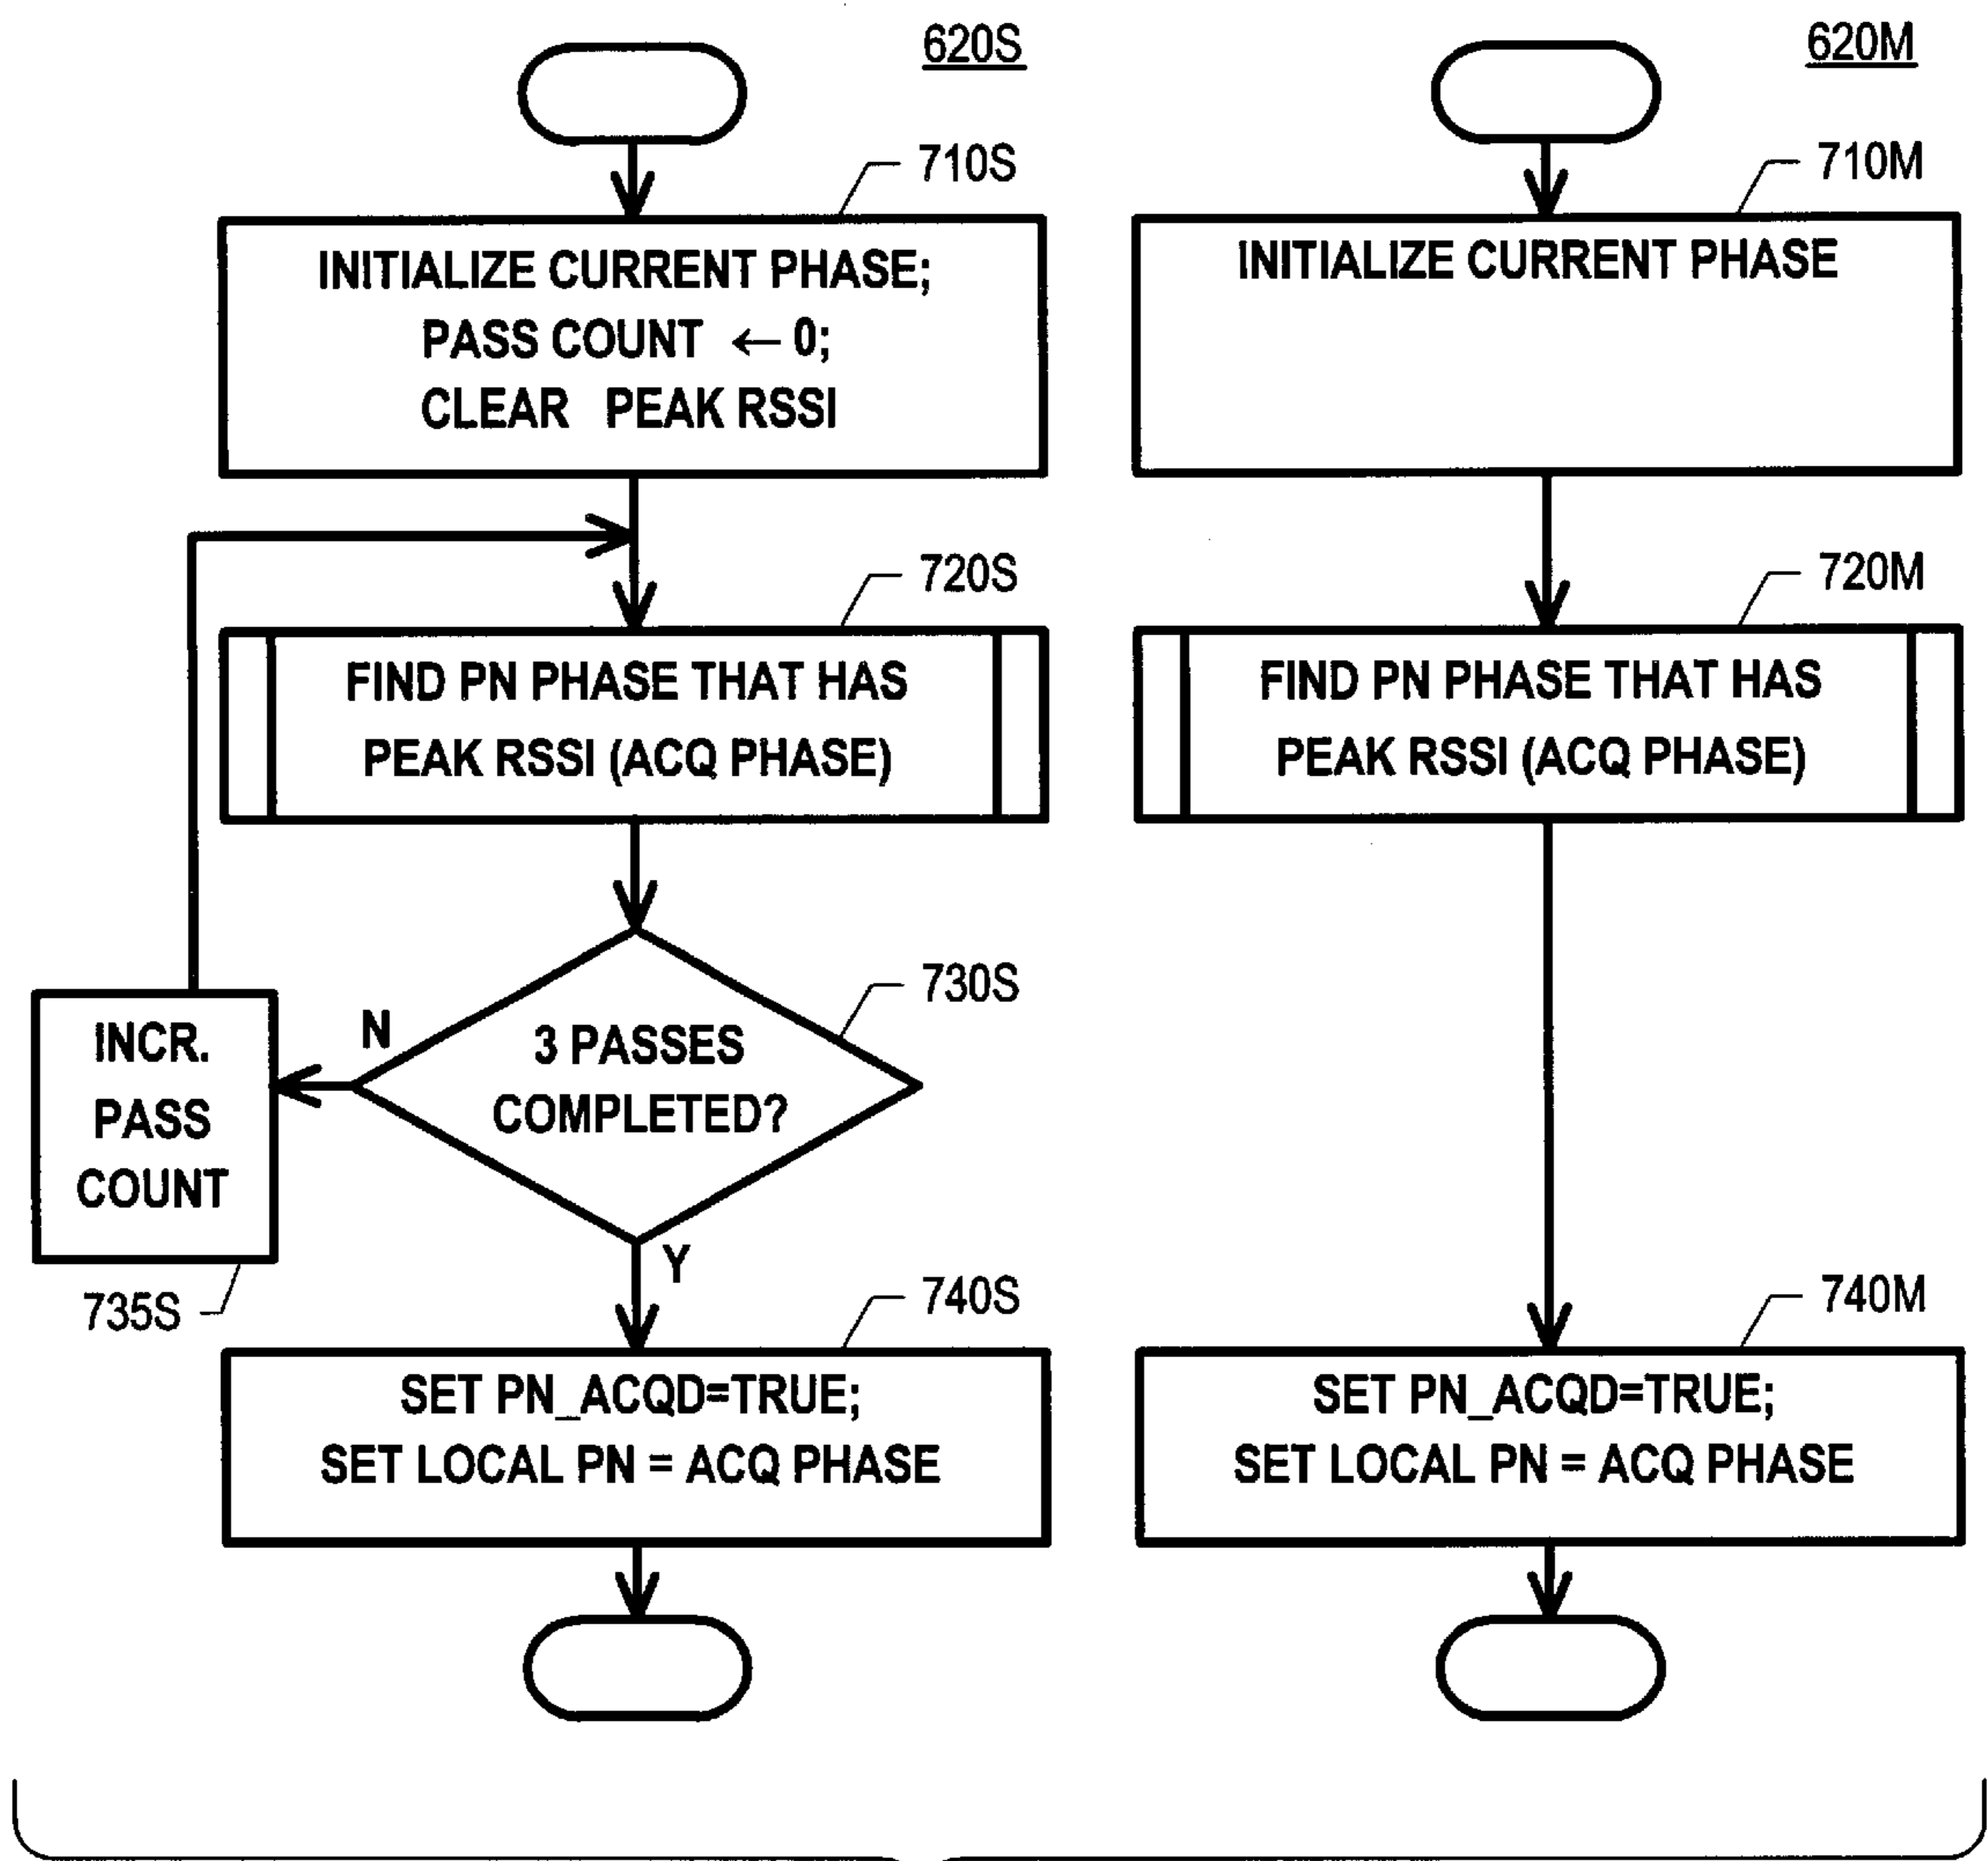 620S
710S
INITIALIZE CURRENT PHASE;
PASS COUNT ← 0;
CLEAR PEAK RSSI
720S
FIND PN PHASE THAT HAS
PEAK RSSI (ACQ PHASE)
730S
3 PASSES
COMPLETED?
N
INCR.
PASS
COUNT
735S
Y
740S
SET PN_ACQD=TRUE;
SET LOCAL PN = ACQ PHASE
620M
710M
INITIALIZE CURRENT PHASE
720M
FIND PN PHASE THAT HAS
PEAK RSSI (ACQ PHASE)
740M
SET PN_ACQD=TRUE;
SET LOCAL PN = ACQ PHASE